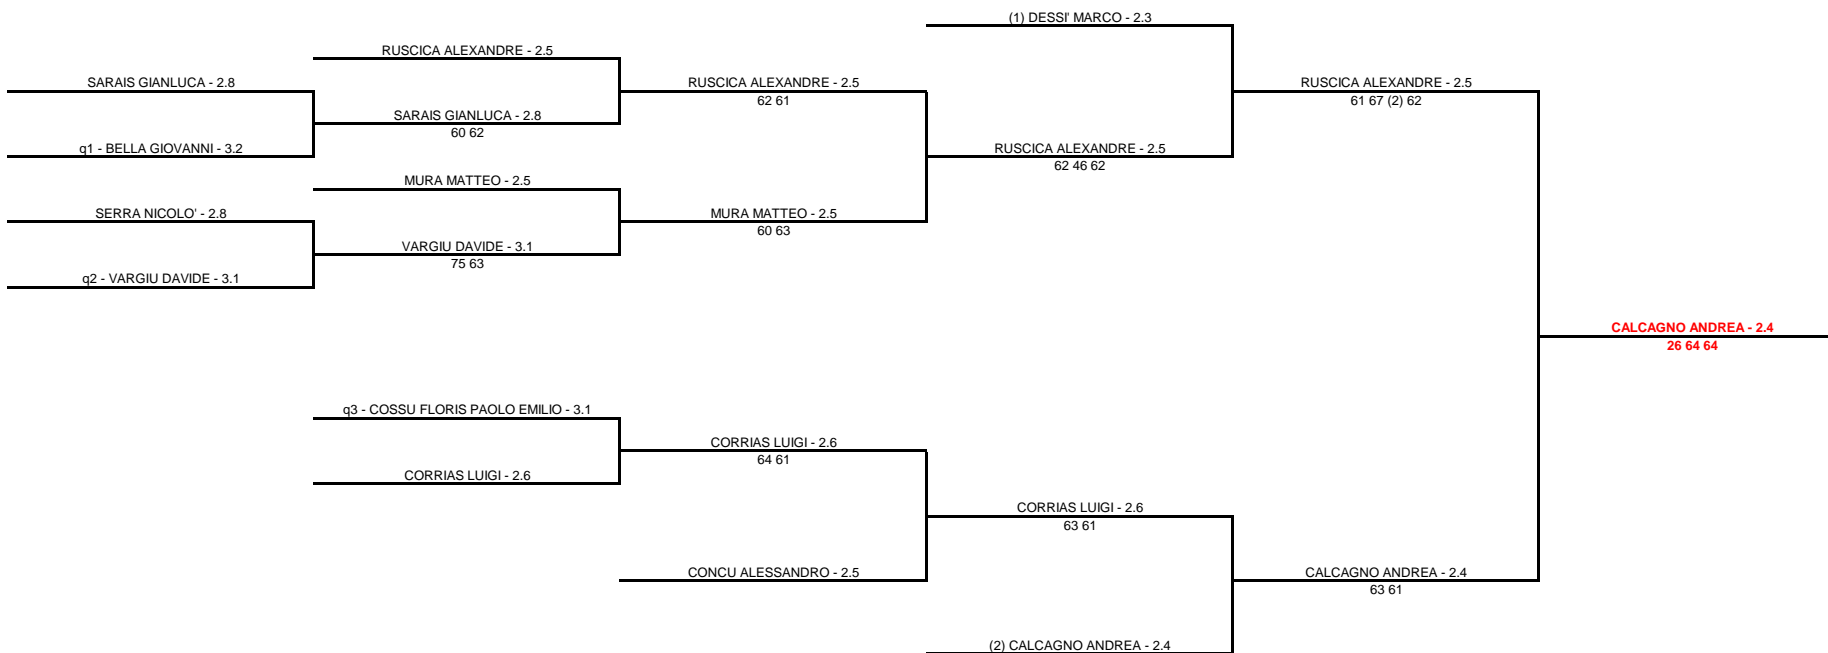 (1) DESSI' MARCO - 2.3
RUSCICA ALEXANDRE - 2.5
SARAIS GIANLUCA - 2.8
RUSCICA ALEXANDRE - 2.5
RUSCICA ALEXANDRE - 2.5
62 61
61 67 (2) 62
SARAIS GIANLUCA - 2.8
60 62
q1 - BELLA GIOVANNI - 3.2
RUSCICA ALEXANDRE - 2.5
62 46 62
MURA MATTEO - 2.5
SERRA NICOLO' - 2.8
MURA MATTEO - 2.5
60 63
VARGIU DAVIDE - 3.1
75 63
q2 - VARGIU DAVIDE - 3.1
CALCAGNO ANDREA - 2.4
26 64 64
q3 - COSSU FLORIS PAOLO EMILIO - 3.1
CORRIAS LUIGI - 2.6
64 61
CORRIAS LUIGI - 2.6
CORRIAS LUIGI - 2.6
63 61
CONCU ALESSANDRO - 2.5
CALCAGNO ANDREA - 2.4
63 61
(2) CALCAGNO ANDREA - 2.4